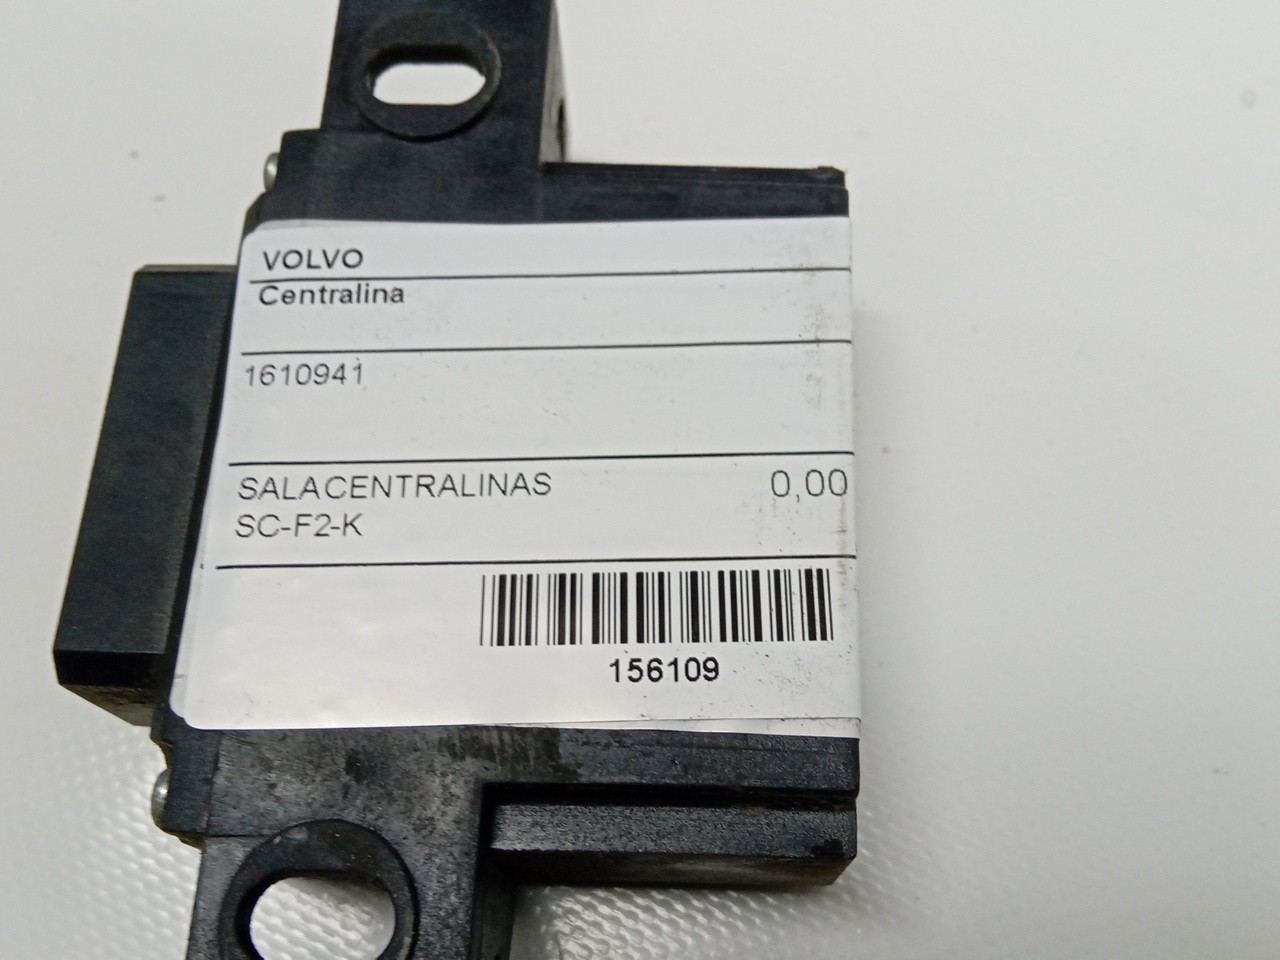 VOLVO
Centralina
1610941
SALACENTRALINAS 0,00
SC-F2-K
156109